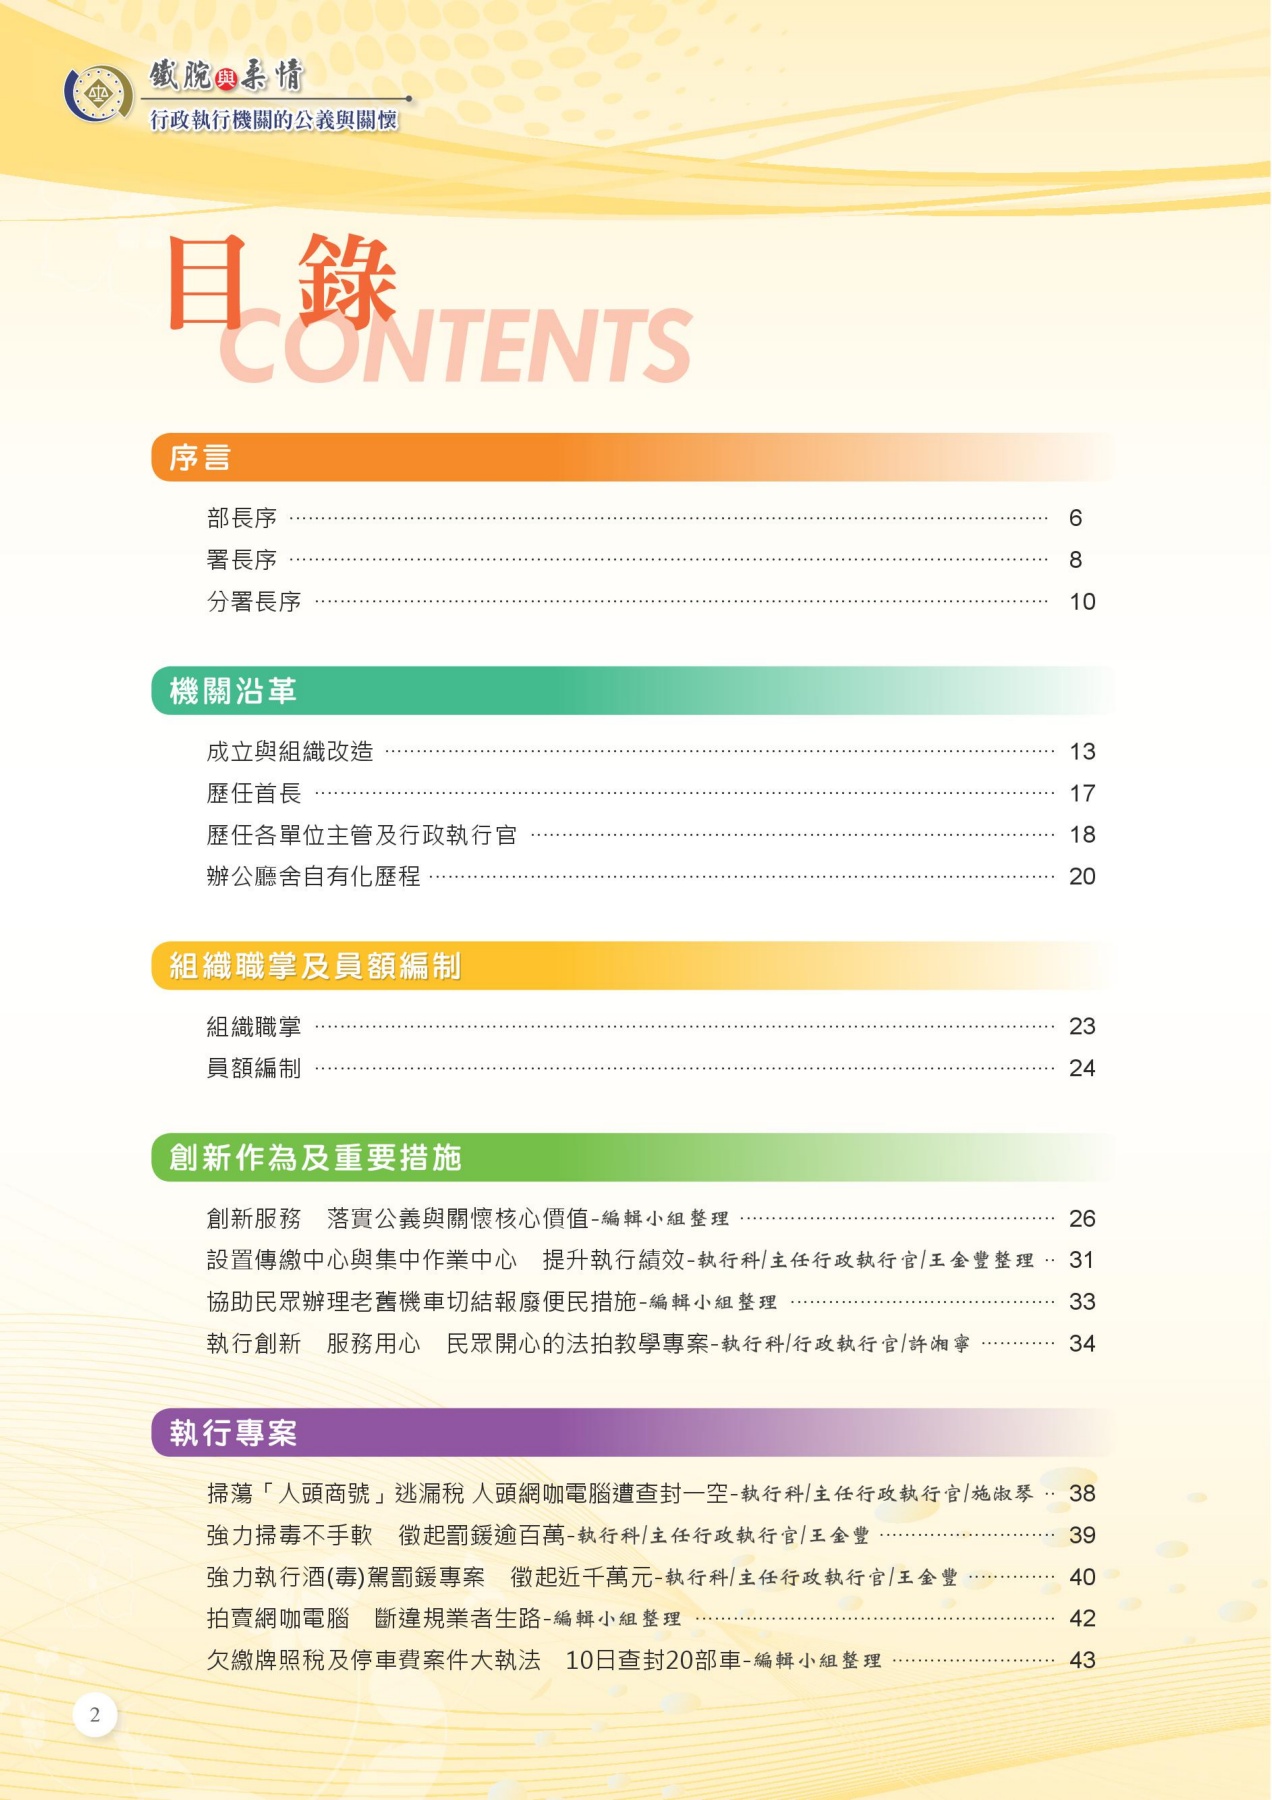 鐵腕與柔情
行政執行機關的公義與關懷
目錄
CONTENTS
序言
部長序 ………… 6
署長序 ………… 8
分署長序 ………… 10
機關沿革
成立與組織改造 ………… 13
歷任首長 ………… 17
歷任各單位主管及行政執行官 ………… 18
辦公廳舍自有化歷程 ………… 20
組織職掌及員額編制
組織職掌 ………… 23
員額編制 ………… 24
創新作為及重要措施
創新服務　落實公義與關懷核心價值-編輯小組整理 ………… 26
設置傳繳中心與集中作業中心　提升執行績效-執行科/主任行政執行官/王金豐整理 ·· 31
協助民眾辦理老舊機車切結報廢便民措施-編輯小組整理 ………… 33
執行創新　服務用心　民眾開心的法拍教學專案-執行科/行政執行官/許湘寧 ………… 34
執行專案
掃蕩「人頭商號」逃漏稅 人頭網咖電腦遭查封一空-執行科/主任行政執行官/施淑琴 ·· 38
強力掃毒不手軟　徵起罰鍰逾百萬-執行科/主任行政執行官/王金豐 ………… 39
強力執行酒(毒)駕罰鍰專案　徵起近千萬元-執行科/主任行政執行官/王金豐 ………… 40
拍賣網咖電腦　斷違規業者生路-編輯小組整理 ………… 42
欠繳牌照稅及停車費案件大執法　10日查封20部車-編輯小組整理 ………… 43
2